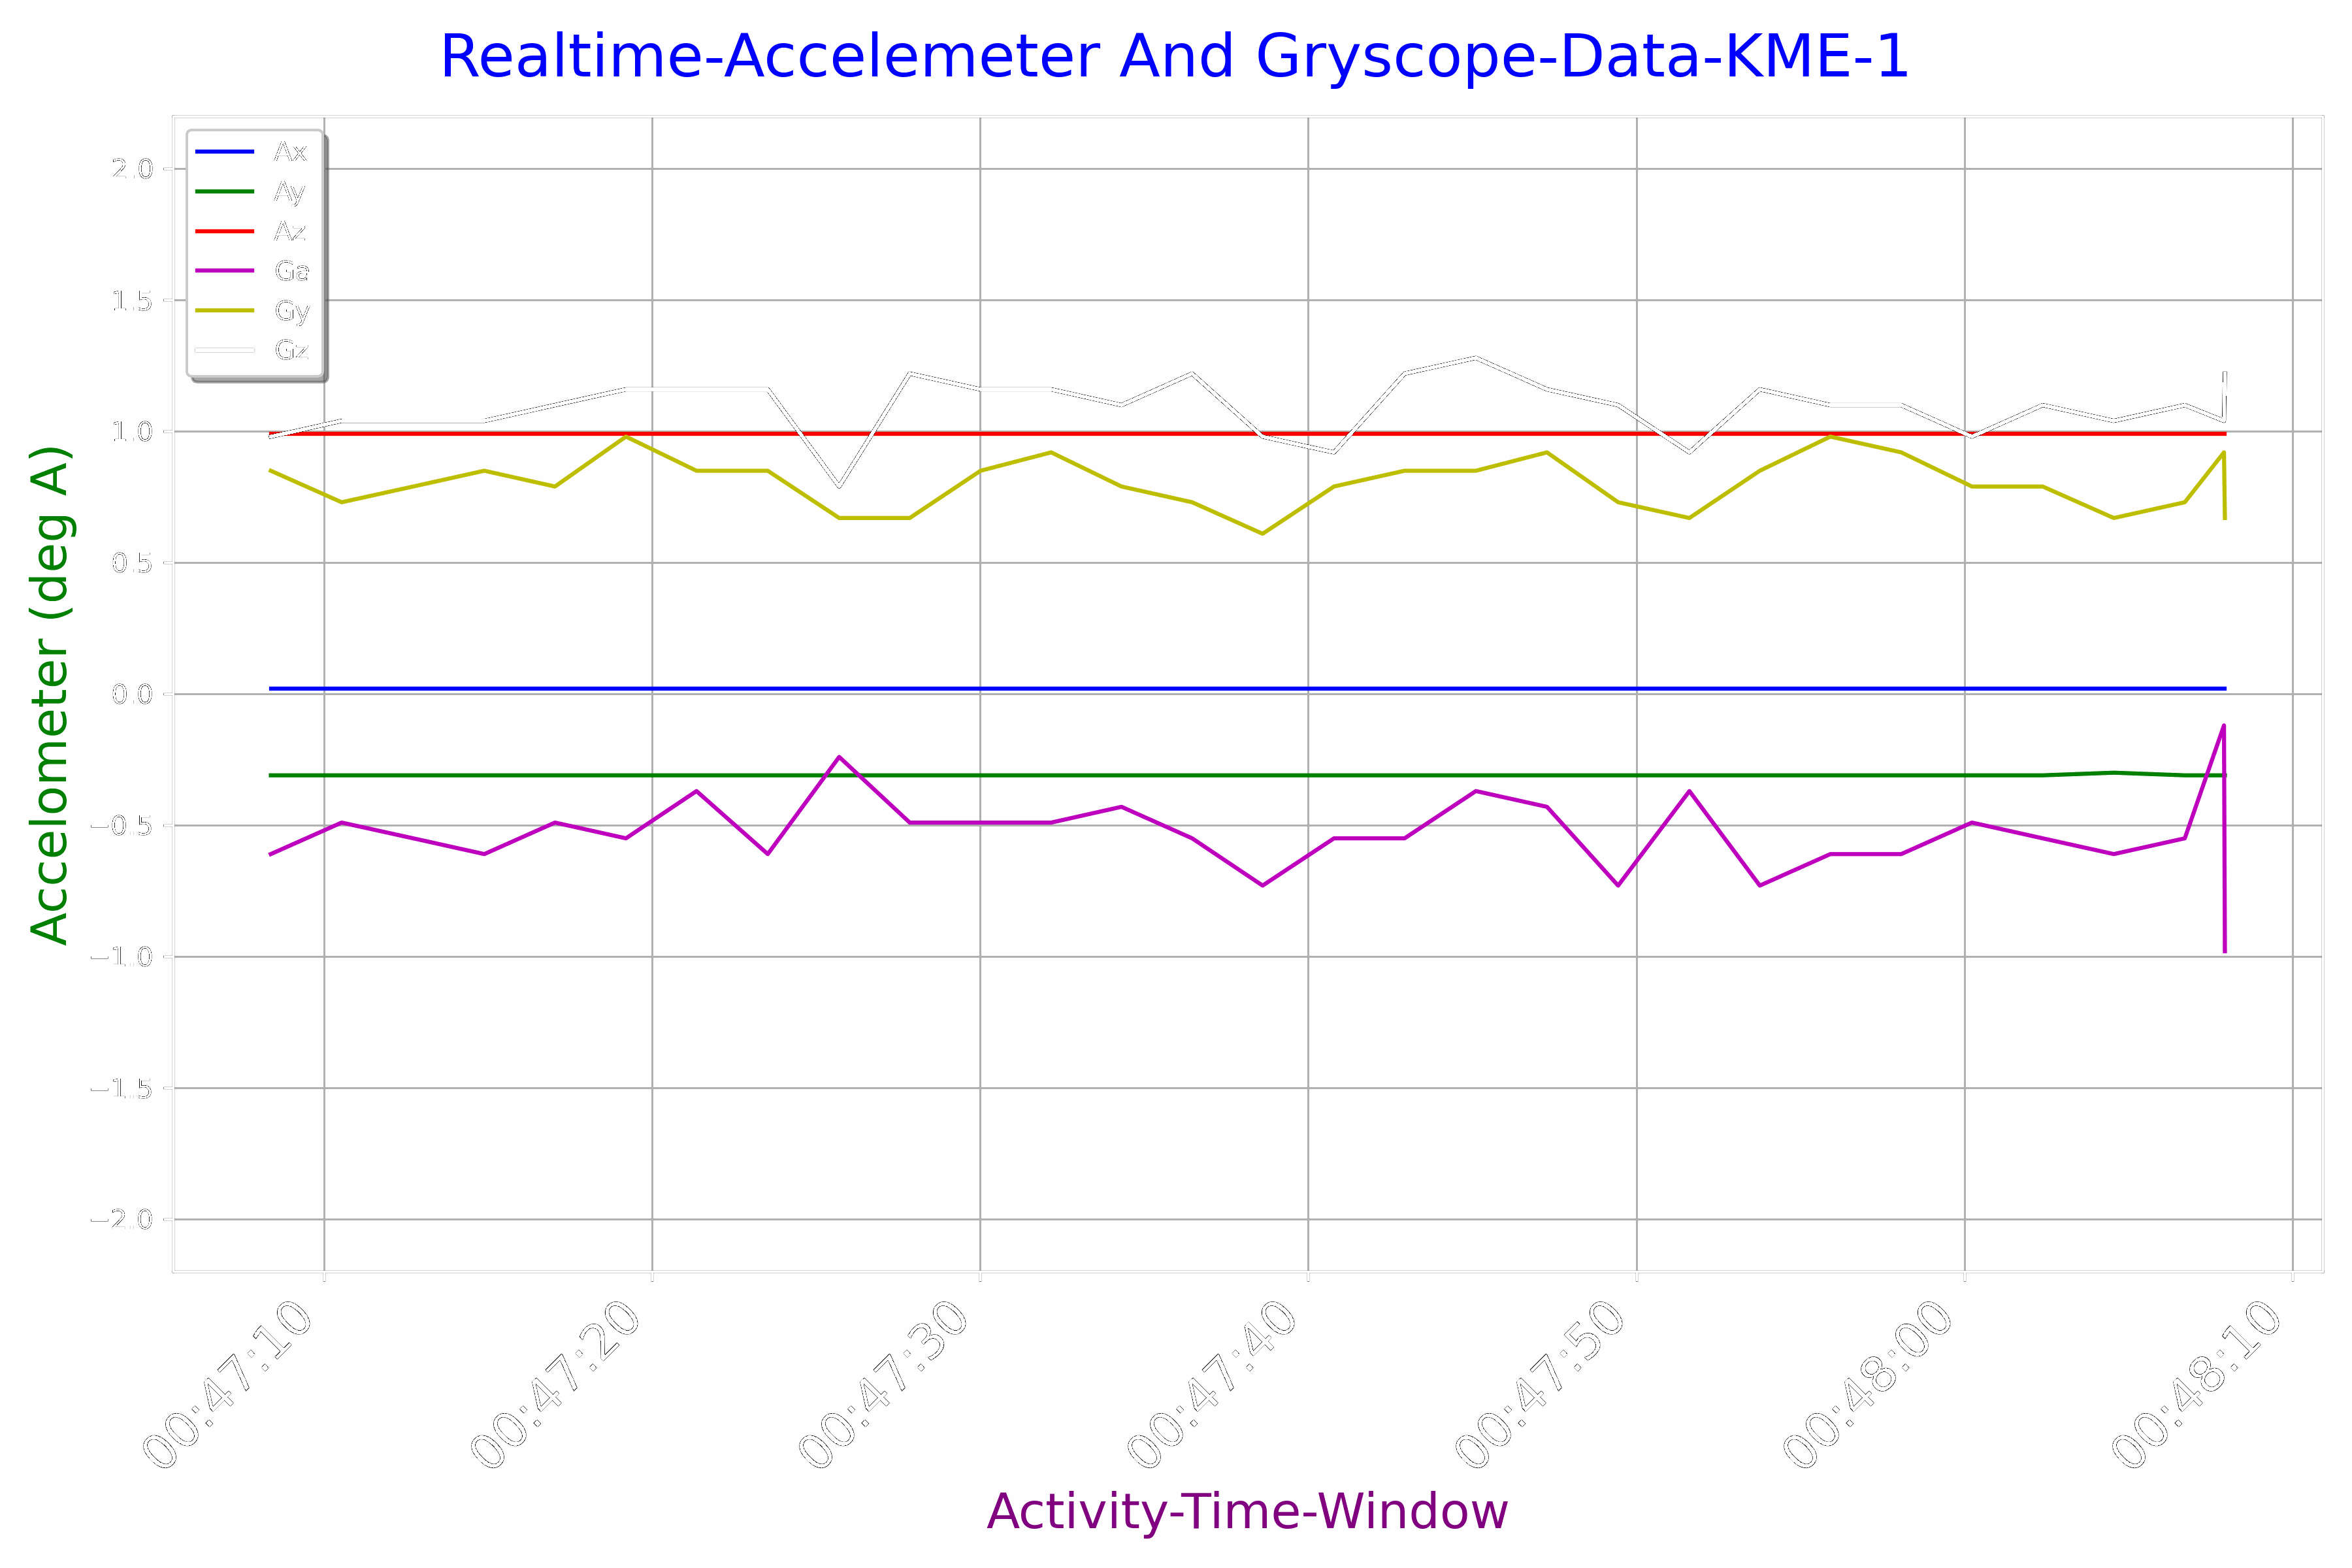 Realtime-Accelemeter And Gryscope-Data-KME-1
Ax
Ay
Az
Ga
Gy
Gz
2.0
1.5
1.0
0.5
0.0
−0.5
−1.0
−1.5
−2.0
Accelometer (deg A)
00:47:10
00:47:20
00:47:30
00:47:40
00:47:50
00:48:00
00:48:10
Activity-Time-Window